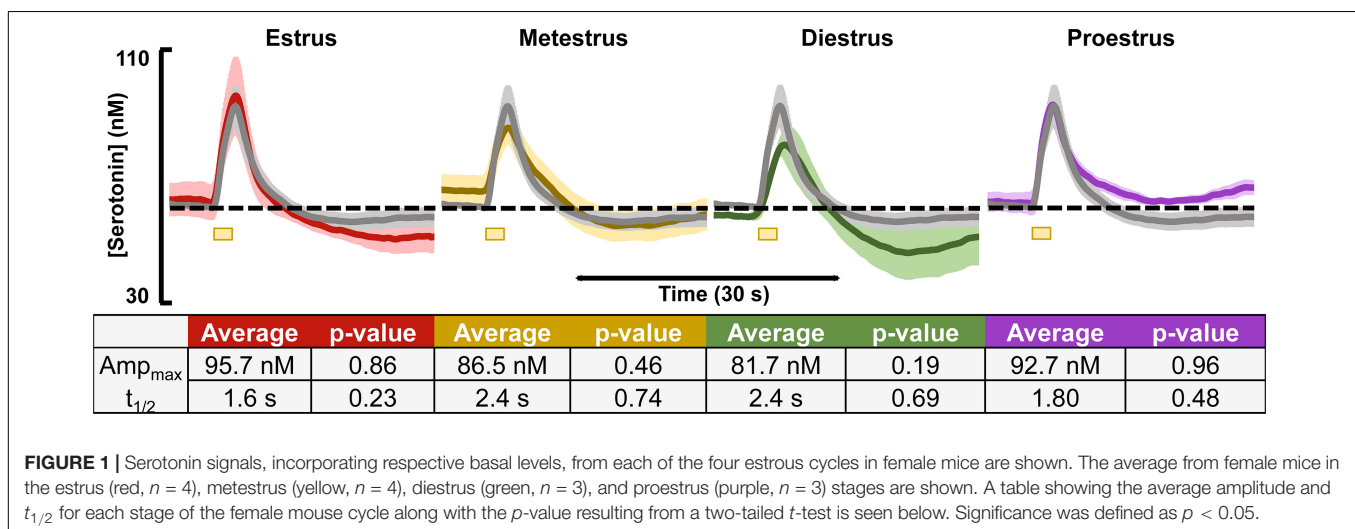 Estrus Metestrus Diestrus Proestrus
110
[Serotonin] (nM)
30
Time (30 s)
Average p-value Average p-value Average p-value Average p-value
Ampmax 95.7 nM 0.86 86.5 nM 0.46 81.7 nM 0.19 92.7 nM 0.96
t1/2 1.6 s 0.23 2.4 s 0.74 2.4 s 0.69 1.80 0.48
FIGURE 1 | Serotonin signals, incorporating respective basal levels, from each of the four estrous cycles in female mice are shown. The average from female mice in
the estrus (red, n = 4), metestrus (yellow, n = 4), diestrus (green, n = 3), and proestrus (purple, n = 3) stages are shown. A table showing the average amplitude and
t1/2 for each stage of the female mouse cycle along with the p-value resulting from a two-tailed t-test is seen below. Significance was defined as p < 0.05.